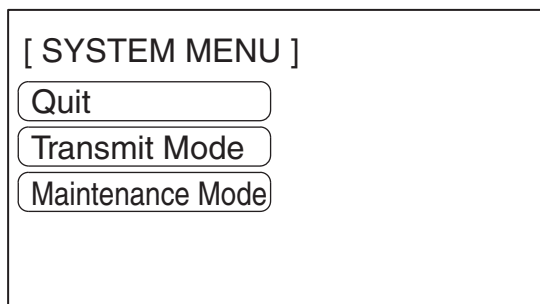 [ SYSTEM MENU ]
Quit
Transmit Mode
Maintenance Mode